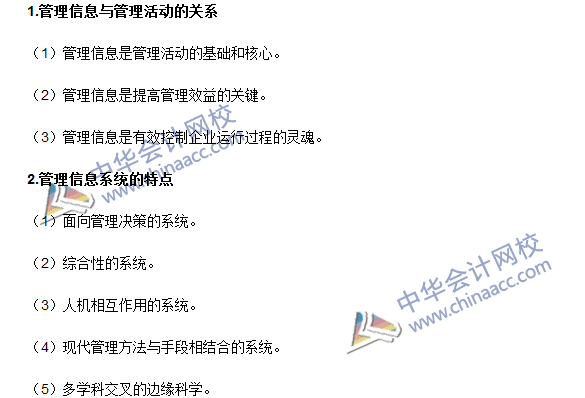 1.管理信息与管理活动的关系
（1）管理信息是管理活动的基础和核心。
（2）管理信息是提高管理效益的关键。
（3）管理信息是有效控制企业运行过程的灵魂。
中华会计网校
www.chinaacc.com
2.管理信息系统的特点
（1）面向管理决策的系统。
（2）综合性的系统。
（3）人机相互作用的系统。
中华会计网校
www.chinaacc.com
（4）现代管理方法与手段相结合的系统。
（5）多学科交叉的边缘科学。